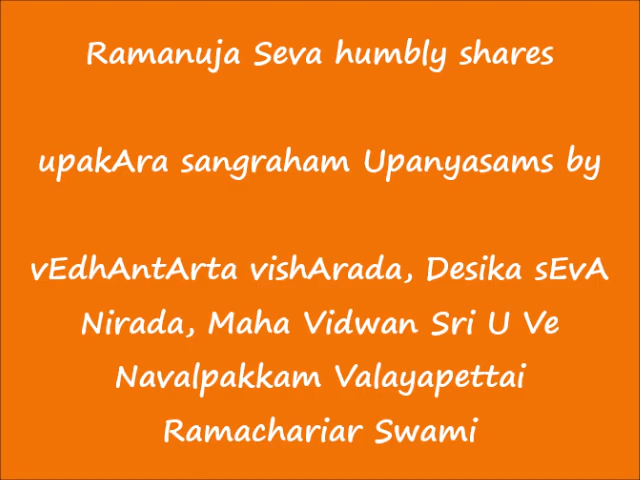 Ramanuja Seva humbly shares
upakAra sangraham Upanyasams by
vEdhAntArta vishArada, Desika sEvA
Nirada, Maha Vidwan Sri U Ve
Navalpakkam Valayapettai
Ramachariar Swami